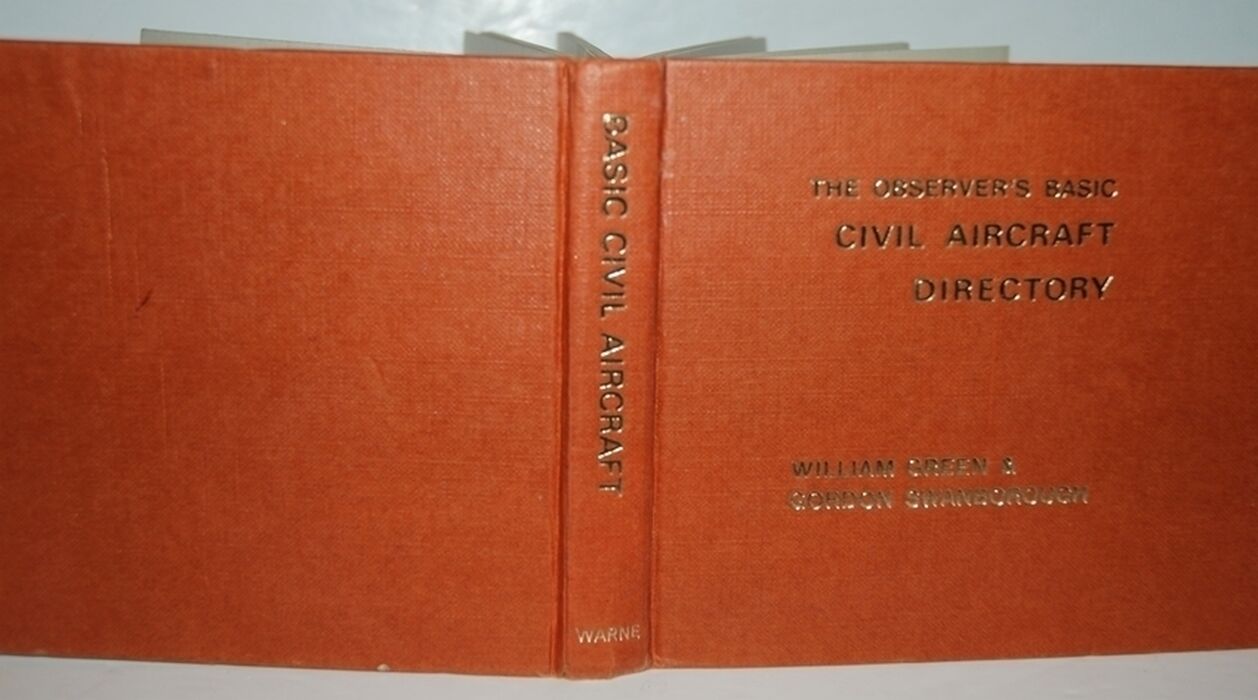 BASIC CIVIL AIRCRAFT
WARNE
THE OBSERVER'S BASIC
CIVIL AIRCRAFT
DIRECTORY
WILLIAM GREEN &
GORDON SWANBOROUGH